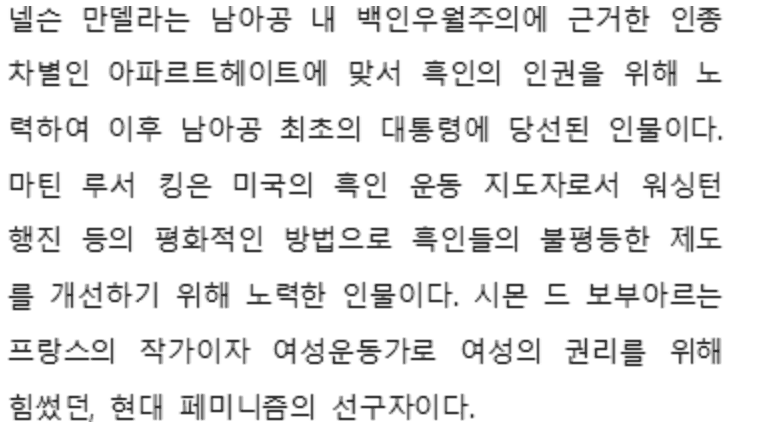 넬슨 만델라는 남아공 내 백인우월주의에 근거한 인종
차별인 아파르트헤이트에 맞서 흑인의 인권을 위해 노
력하여 이후 남아공 최초의 대통령에 당선된 인물이다.
마틴 루서 킹은 미국의 흑인 운동 지도자로서 워싱턴
행진 등의 평화적인 방법으로 흑인들의 불평등한 제도
를 개선하기 위해 노력한 인물이다. 시몬 드 보부아르는
프랑스의 작가이자 여성운동가로 여성의 권리를 위해
힘썼던, 현대 페미니즘의 선구자이다.